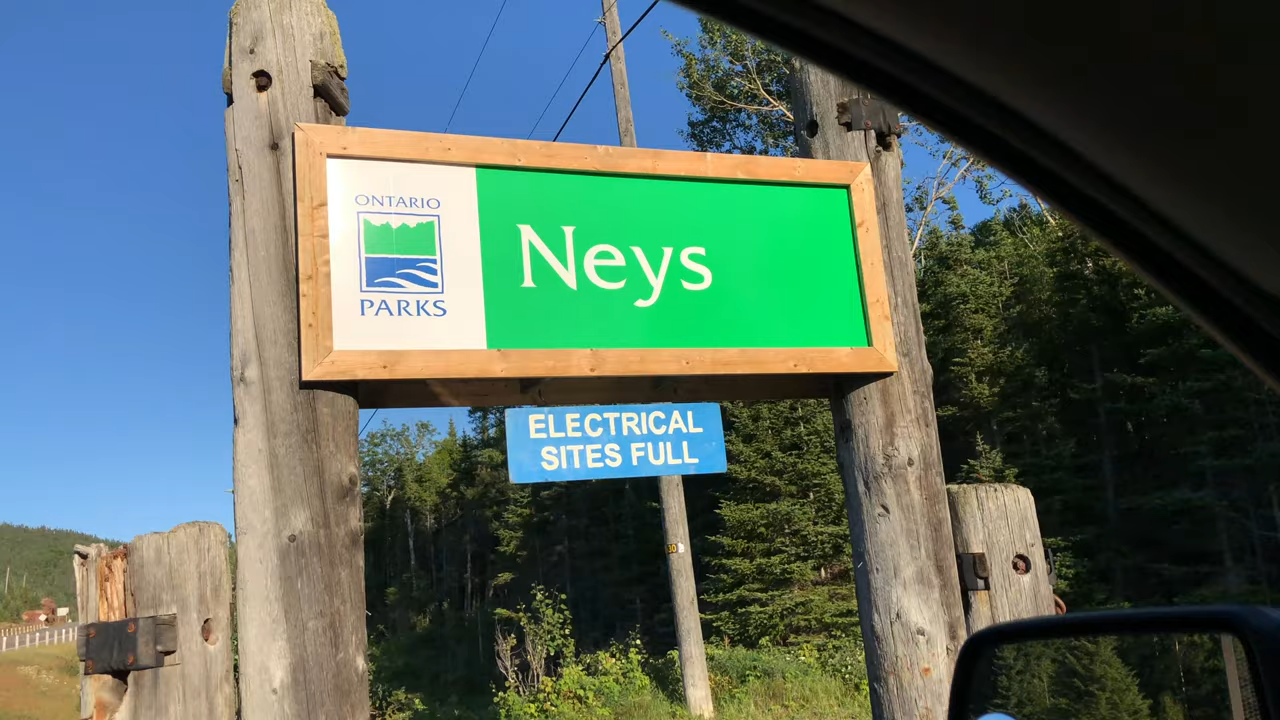 ONTARIO
PARKS
Neys
ELECTRICAL
SITES FULL